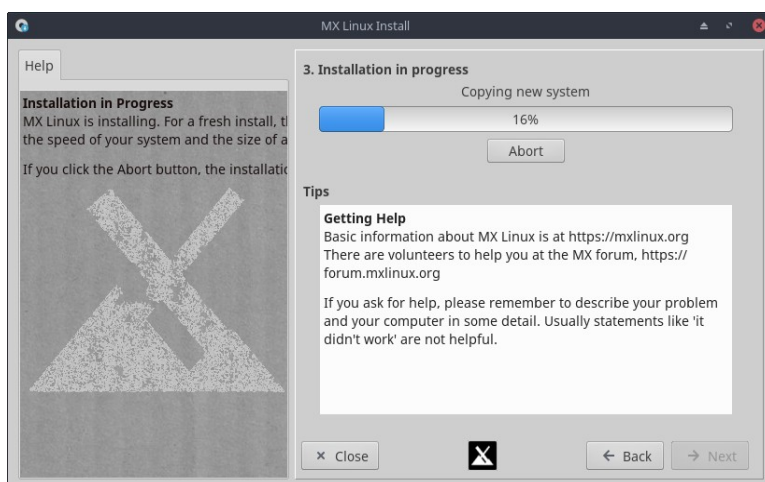 MX Linux Install
Help
Installation in Progress
MX Linux is installing. For a fresh install, t
the speed of your system and the size of a
If you click the Abort button, the installatio
3. Installation in progress
Copying new system
16%
Abort
Tips
Getting Help
Basic information about MX Linux is at https://mxlinux.org
There are volunteers to help you at the MX forum, https://
forum.mxlinux.org
If you ask for help, please remember to describe your problem
and your computer in some detail. Usually statements like 'it
didn't work' are not helpful.
Close
Back
Next